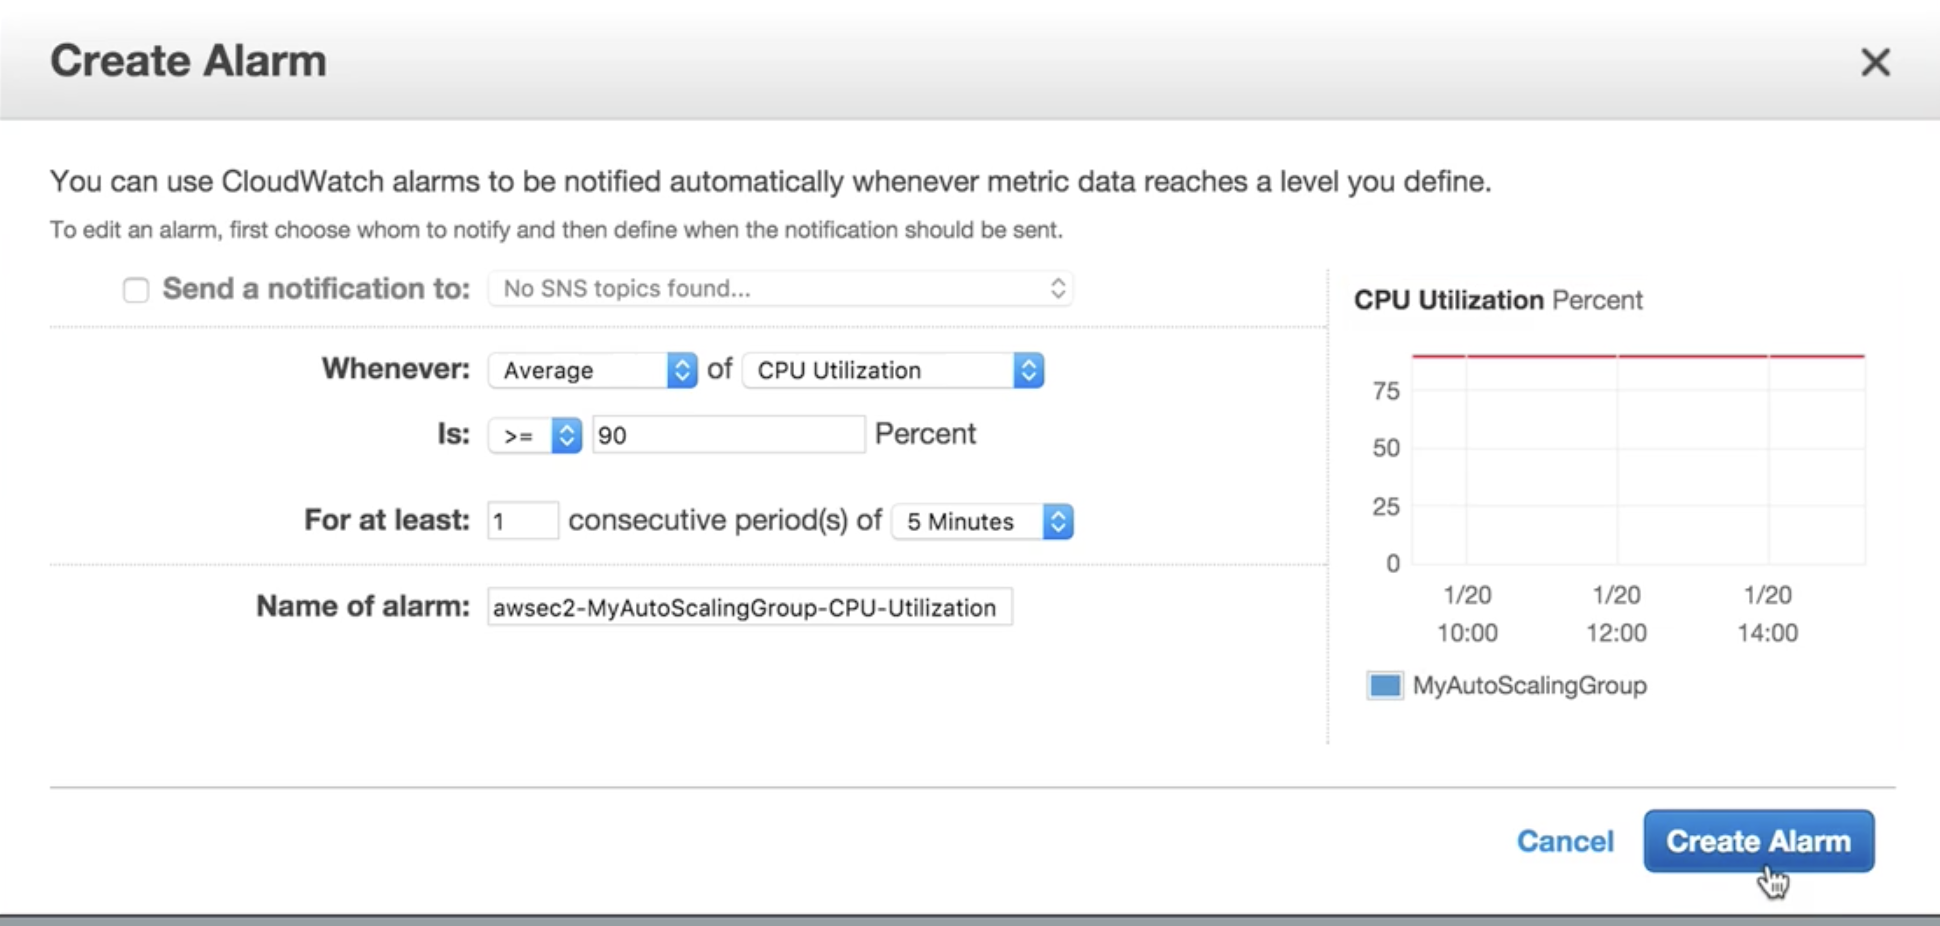 Create Alarm
You can use CloudWatch alarms to be notified automatically whenever metric data reaches a level you define.
To edit an alarm, first choose whom to notify and then define when the notification should be sent.
Send a notification to: No SNS topics found...
Whenever: Average of CPU Utilization
Is: >= 90 Percent
For at least: 1 consecutive period(s) of 5 Minutes
Name of alarm: awsec2-MyAutoScalingGroup-CPU-Utilization
CPU Utilization Percent
75
50
25
0
1/20 1/20 1/20
10:00 12:00 14:00
MyAutoScalingGroup
Cancel Create Alarm